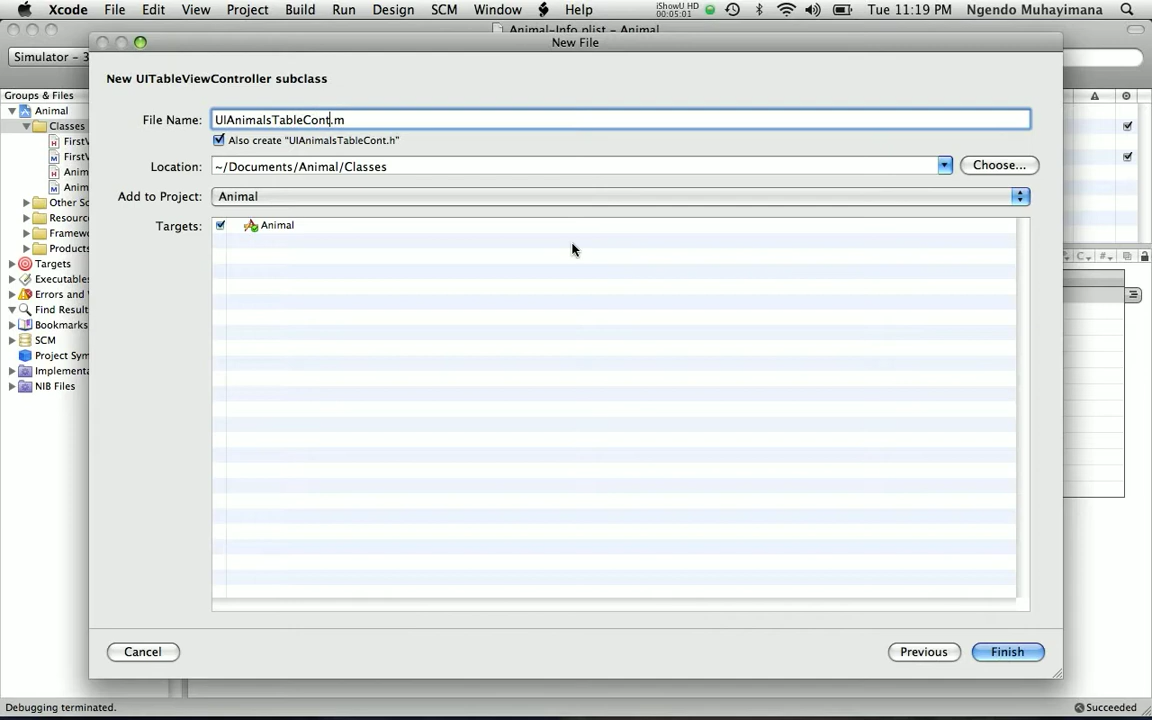 Xcode File Edit View Project Build Run Design SCM Window Help iShowU HD 00:05:01 Tue 11:19 PM Ngendo Muhayimana
Animal-Info.plist - Animal
New File
Simulator - 3
New UITableViewController subclass
Groups & Files
Animal
Classes
FirstV
FirstV
Anim
Anim
Other So
Resourc
Framew
Products
Targets
Executables
Errors and
Find Result
Bookmarks
SCM
Project Sym
Implementa
NIB Files
File Name: UIAnimalsTableCont.m
Also create "UIAnimalsTableCont.h"
Location: ~/Documents/Animal/Classes Choose...
Add to Project: Animal
Targets: Animal
Cancel Previous Finish
Debugging terminated. Succeeded